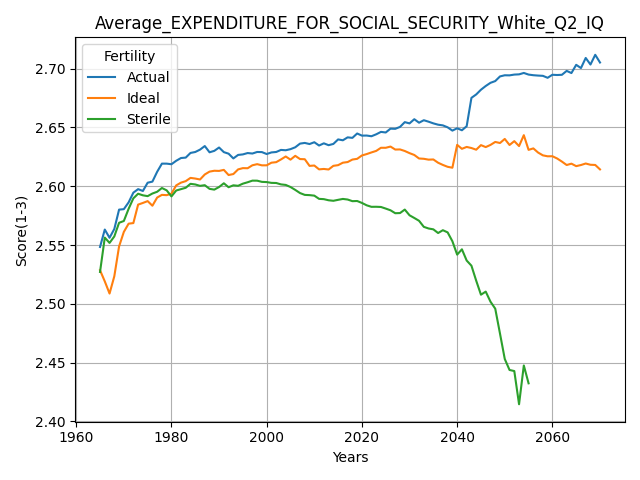 Average_EXPENDITURE_FOR_SOCIAL_SECURITY_White_Q2_IQ
Fertility
Actual
Ideal
Sterile
Score(1-3)
2.70
2.65
2.60
2.55
2.50
2.45
2.40
1960 1980 2000 2020 2040 2060
Years